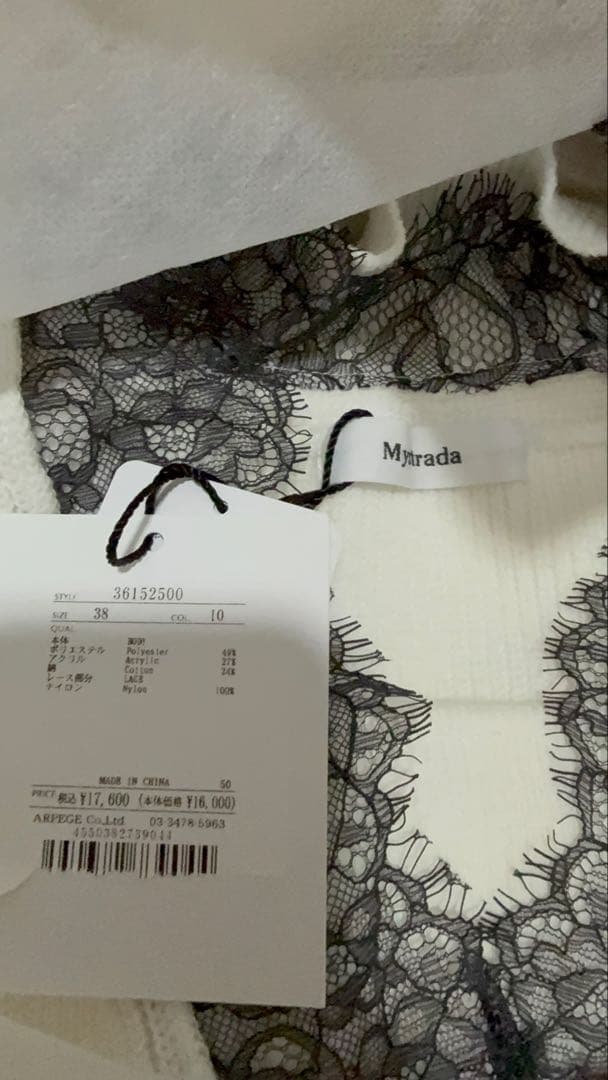 Mystrada
STYLE 36152500
SIZE 38 COL. 10
QUAL
本体 BODY
ポリエステル Polyester 49%
アクリル Acrylic 27%
綿 Cotton 24%
レース部分 LACE
ナイロン Nylon 100%
MADE IN CHINA 50
PRICE 税込 ¥17,600 (本体価格 ¥16,000)
ARPEGE Co.,Ltd. 03-3478-5963
4550382739044